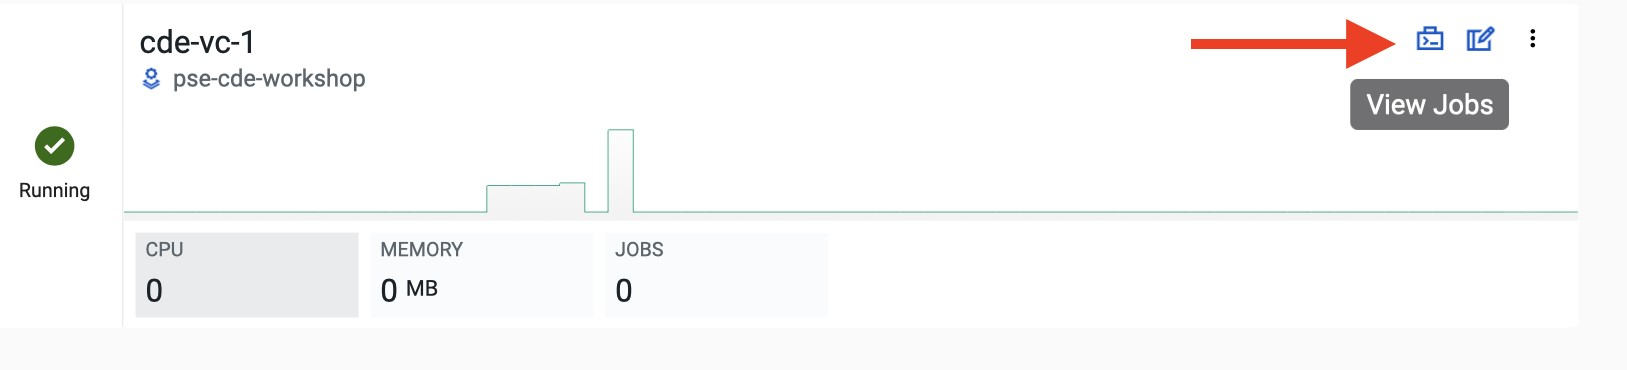 cde-vc-1
pse-cde-workshop
View Jobs
Running
CPU
0
MEMORY
0 MB
JOBS
0